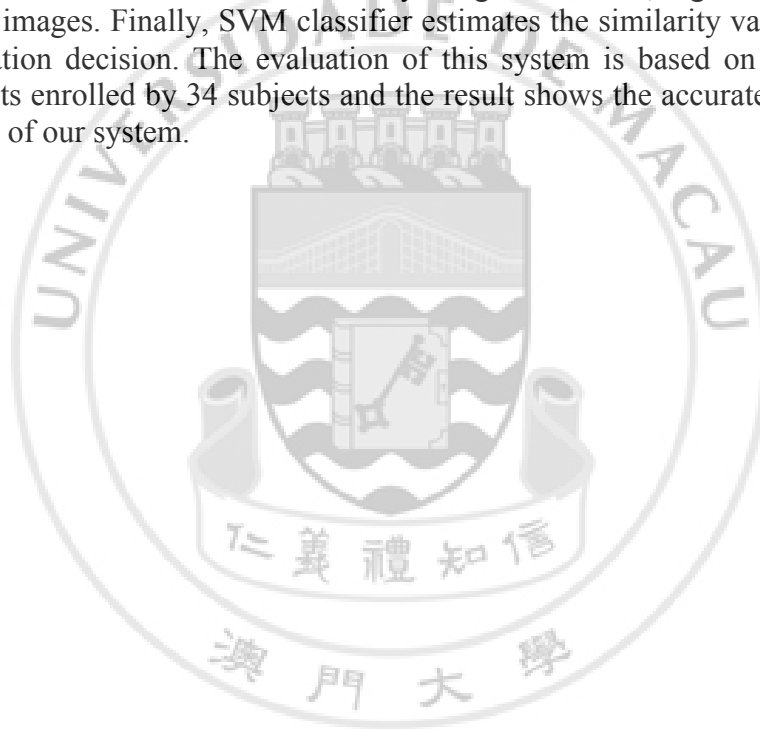 images. Finally, SVM classifier estimates the similarity va
ation decision. The evaluation of this system is based on
ts enrolled by 34 subjects and the result shows the accurate
of our system.
UNIVERSIDADE DE MACAU
仁義禮知信
澳門大學